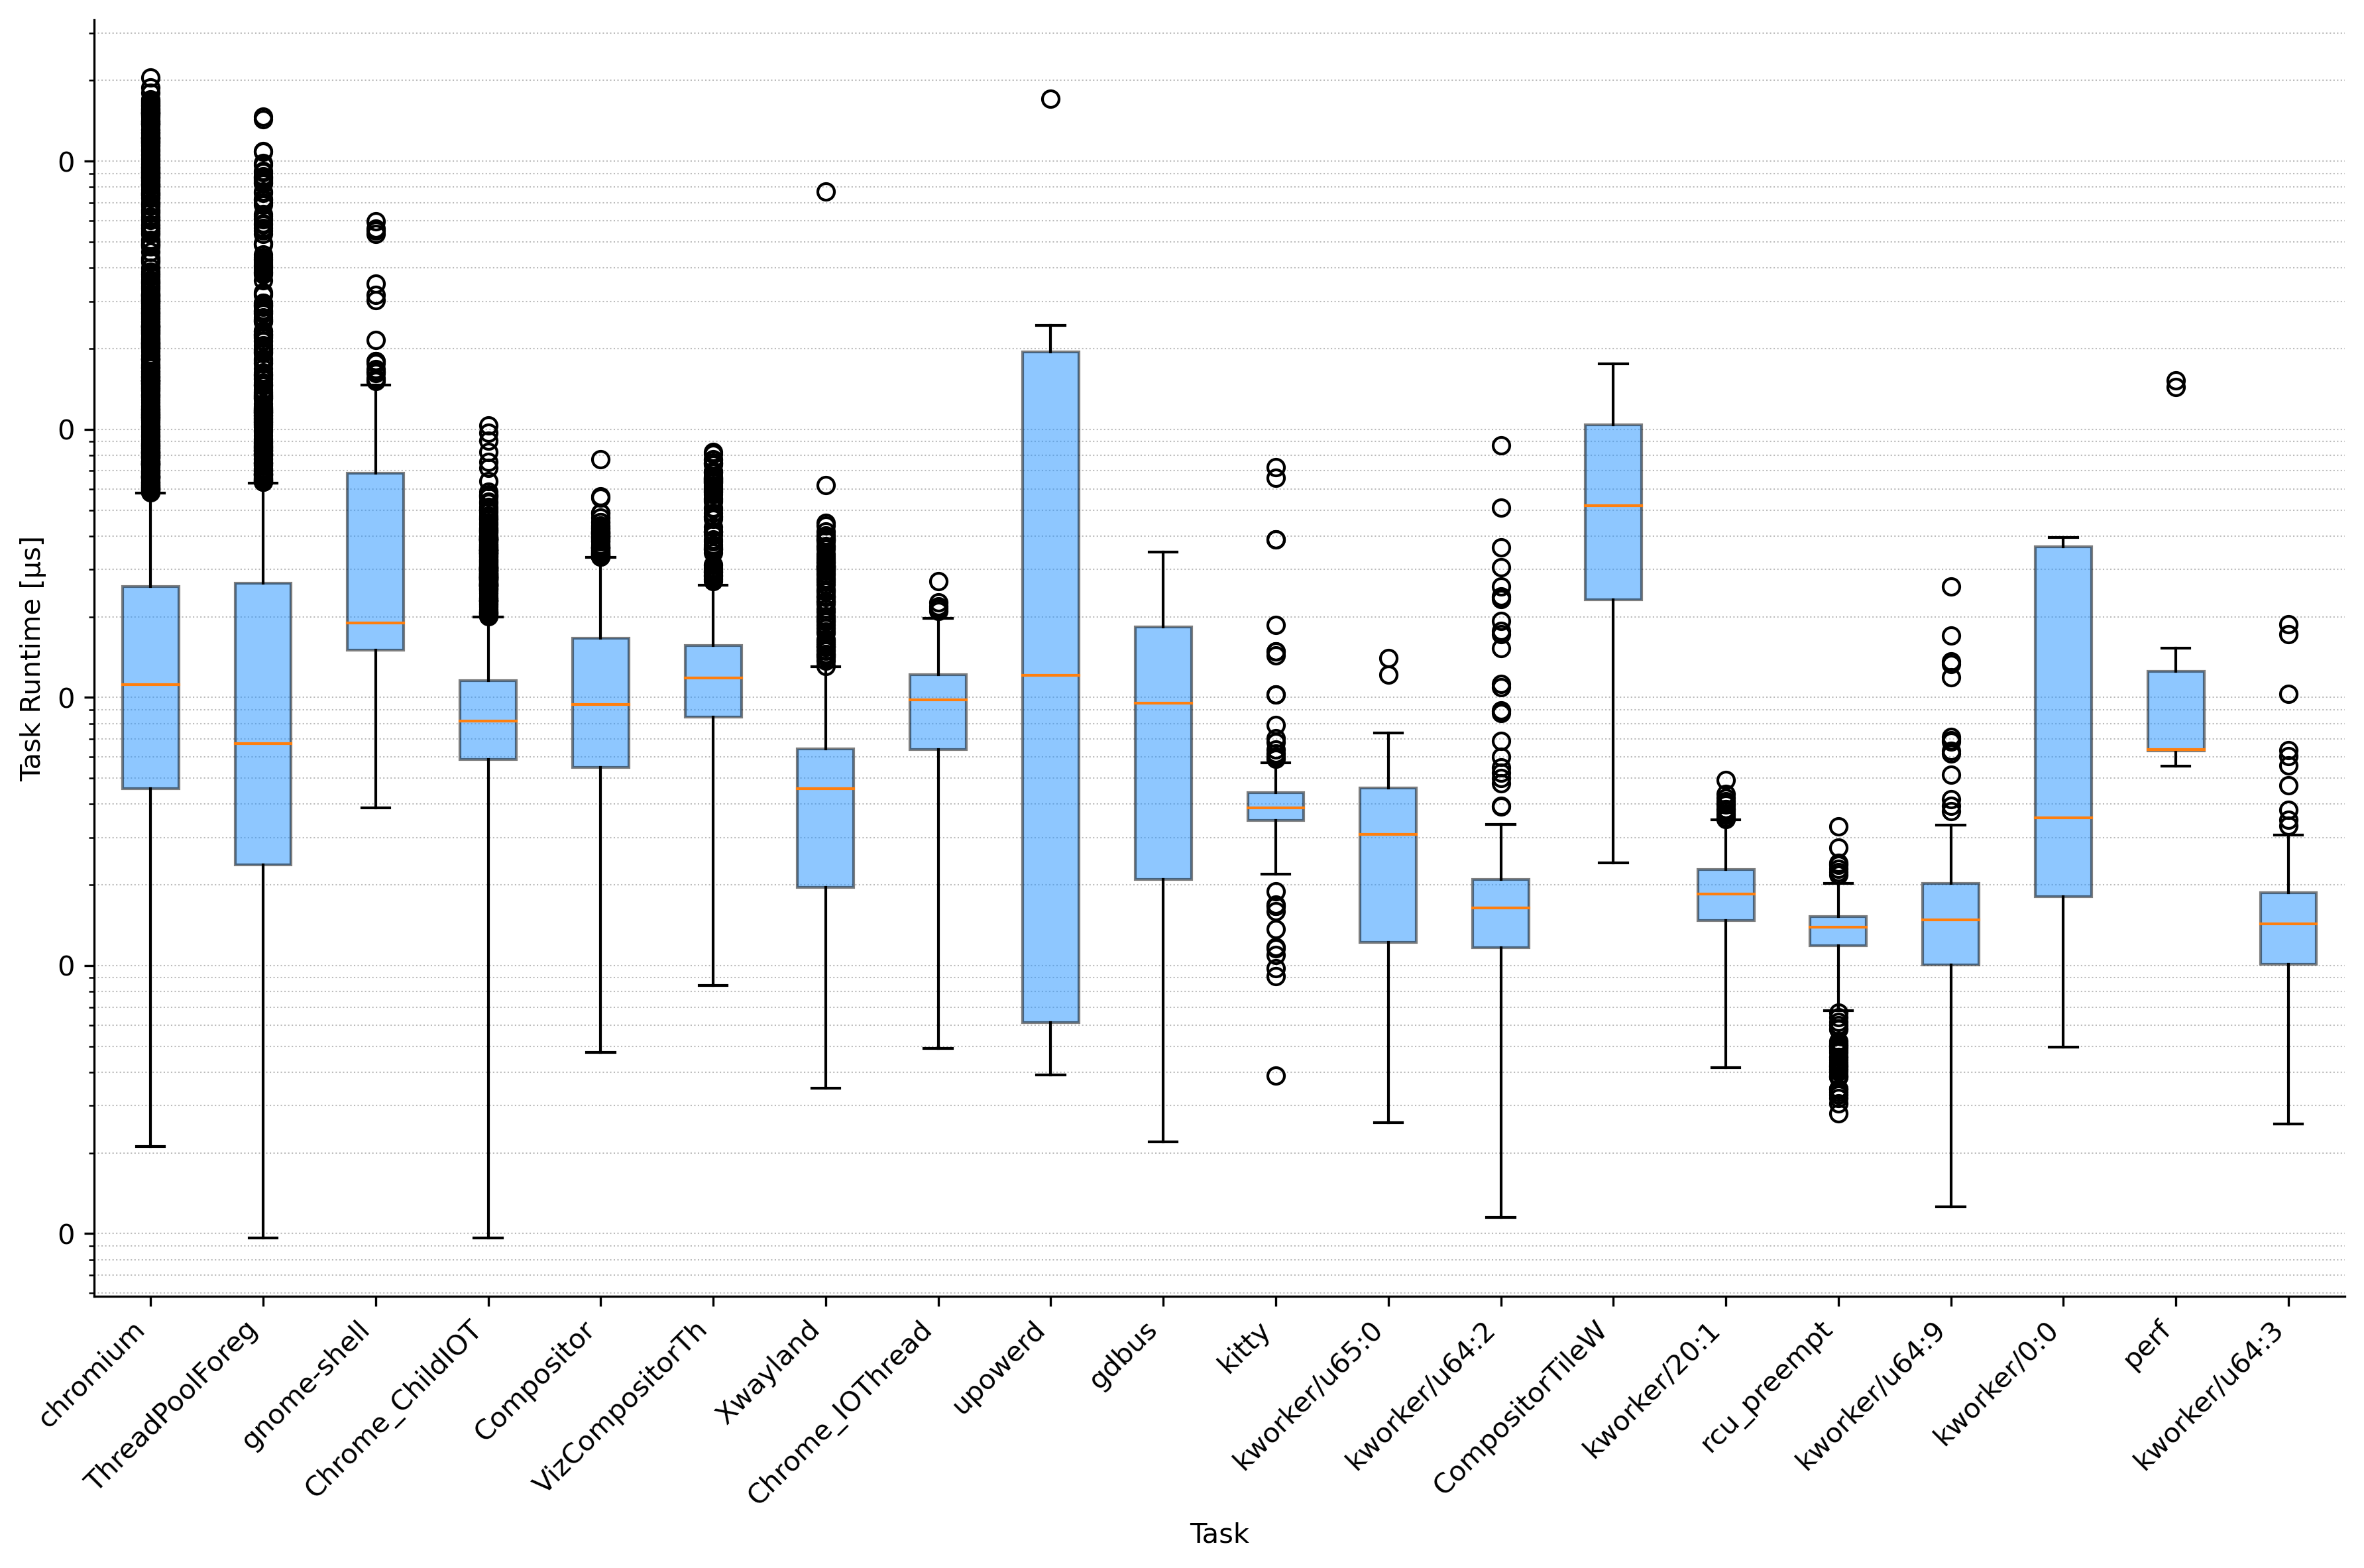 0
0
0
0
0
Task Runtime [µs]
chromium
ThreadPoolForeg
gnome-shell
Chrome_ChildIOT
Compositor
VizCompositorTh
Xwayland
Chrome_IOThread
upowerd
gdbus
kitty
kworker/u65:0
kworker/u64:2
CompositorTileW
kworker/20:1
rcu_preempt
kworker/u64:9
kworker/0:0
perf
kworker/u64:3
Task